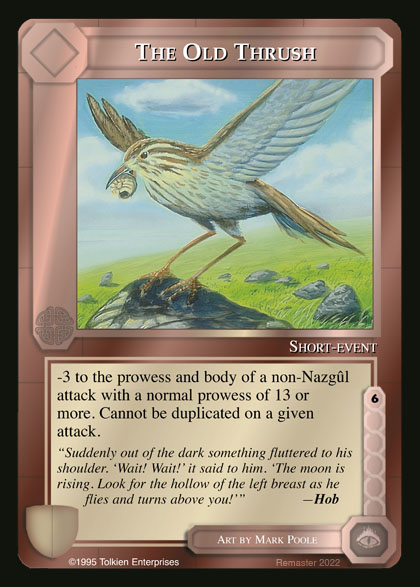 The Old Thrush
Short-event
-3 to the prowess and body of a non-Nazgûl
attack with a normal prowess of 13 or
more. Cannot be duplicated on a given
attack.
6
“Suddenly out of the dark something fluttered to his
shoulder. ‘Wait! Wait!’ it said to him. ‘The moon is
rising. Look for the hollow of the left breast as he
flies and turns above you!’” —Hob
Art by Mark Poole
©1995 Tolkien Enterprises
Remaster 2022